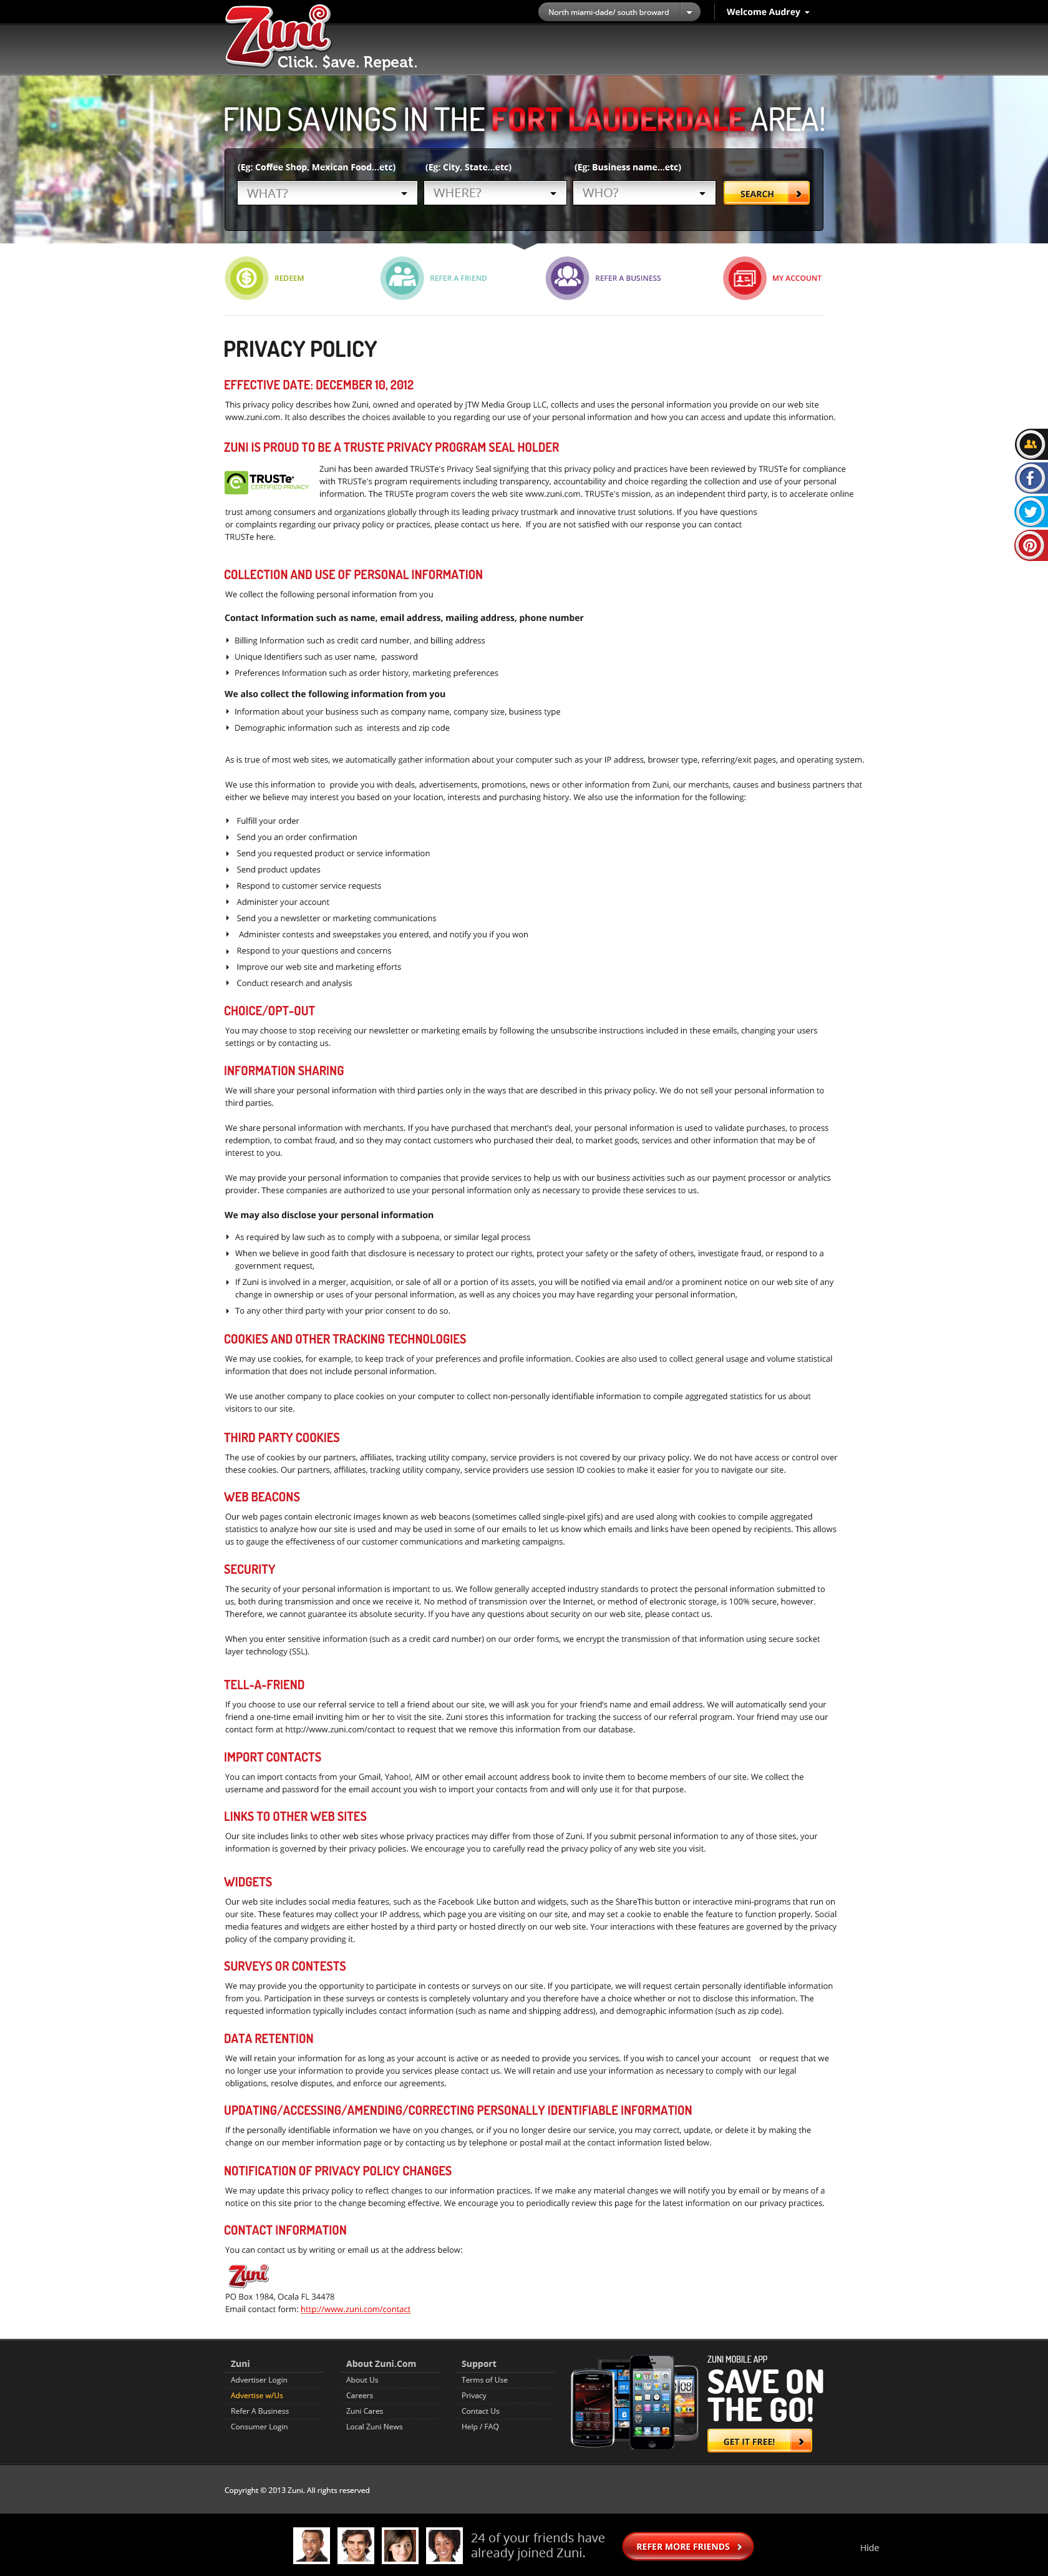 North miami-dade/ south broward
Welcome Audrey
Zuni
Click. $ave. Repeat.
FIND SAVINGS IN THE FORT LAUDERDALE AREA!
(Eg: Coffee Shop, Mexican Food...etc) (Eg: City, State...etc) (Eg: Business name...etc)
WHAT? WHERE? WHO? SEARCH
REDEEM REFER A FRIEND REFER A BUSINESS MY ACCOUNT
PRIVACY POLICY
EFFECTIVE DATE: DECEMBER 10, 2012
This privacy policy describes how Zuni, owned and operated by JTW Media Group LLC, collects and uses the personal information you provide on our web site
www.zuni.com. It also describes the choices available to you regarding our use of your personal information and how you can access and update this information.
ZUNI IS PROUD TO BE A TRUSTE PRIVACY PROGRAM SEAL HOLDER
TRUSTe
CERTIFIED PRIVACY
Zuni has been awarded TRUSTe's Privacy Seal signifying that this privacy policy and practices have been reviewed by TRUSTe for compliance
with TRUSTe's program requirements including transparency, accountability and choice regarding the collection and use of your personal
information. The TRUSTe program covers the web site www.zuni.com. TRUSTe's mission, as an independent third party, is to accelerate online
trust among consumers and organizations globally through its leading privacy trustmark and innovative trust solutions. If you have questions
or complaints regarding our privacy policy or practices, please contact us here. If you are not satisfied with our response you can contact
TRUSTe here.
COLLECTION AND USE OF PERSONAL INFORMATION
We collect the following personal information from you
Contact Information such as name, email address, mailing address, phone number
Billing Information such as credit card number, and billing address
Unique Identifiers such as user name, password
Preferences Information such as order history, marketing preferences
We also collect the following information from you
Information about your business such as company name, company size, business type
Demographic information such as interests and zip code
As is true of most web sites, we automatically gather information about your computer such as your IP address, browser type, referring/exit pages, and operating system.
We use this information to provide you with deals, advertisements, promotions, news or other information from Zuni, our merchants, causes and business partners that
either we believe may interest you based on your location, interests and purchasing history. We also use the information for the following:
Fulfill your order
Send you an order confirmation
Send you requested product or service information
Send product updates
Respond to customer service requests
Administer your account
Send you a newsletter or marketing communications
Administer contests and sweepstakes you entered, and notify you if you won
Respond to your questions and concerns
Improve our web site and marketing efforts
Conduct research and analysis
CHOICE/OPT-OUT
You may choose to stop receiving our newsletter or marketing emails by following the unsubscribe instructions included in these emails, changing your users
settings or by contacting us.
INFORMATION SHARING
We will share your personal information with third parties only in the ways that are described in this privacy policy. We do not sell your personal information to
third parties.
We share personal information with merchants. If you have purchased that merchant's deal, your personal information is used to validate purchases, to process
redemption, to combat fraud, and so they may contact customers who purchased their deal, to market goods, services and other information that may be of
interest to you.
We may provide your personal information to companies that provide services to help us with our business activities such as our payment processor or analytics
provider. These companies are authorized to use your personal information only as necessary to provide these services to us.
We may also disclose your personal information
As required by law such as to comply with a subpoena, or similar legal process
When we believe in good faith that disclosure is necessary to protect our rights, protect your safety or the safety of others, investigate fraud, or respond to a
government request,
If Zuni is involved in a merger, acquisition, or sale of all or a portion of its assets, you will be notified via email and/or a prominent notice on our web site of any
change in ownership or uses of your personal information, as well as any choices you may have regarding your personal information,
To any other third party with your prior consent to do so.
COOKIES AND OTHER TRACKING TECHNOLOGIES
We may use cookies, for example, to keep track of your preferences and profile information. Cookies are also used to collect general usage and volume statistical
information that does not include personal information.
We use another company to place cookies on your computer to collect non-personally identifiable information to compile aggregated statistics for us about
visitors to our site.
THIRD PARTY COOKIES
The use of cookies by our partners, affiliates, tracking utility company, service providers is not covered by our privacy policy. We do not have access or control over
these cookies. Our partners, affiliates, tracking utility company, service providers use session ID cookies to make it easier for you to navigate our site.
WEB BEACONS
Our web pages contain electronic images known as web beacons (sometimes called single-pixel gifs) and are used along with cookies to compile aggregated
statistics to analyze how our site is used and may be used in some of our emails to let us know which emails and links have been opened by recipients. This allows
us to gauge the effectiveness of our customer communications and marketing campaigns.
SECURITY
The security of your personal information is important to us. We follow generally accepted industry standards to protect the personal information submitted to
us, both during transmission and once we receive it. No method of transmission over the Internet, or method of electronic storage, is 100% secure, however.
Therefore, we cannot guarantee its absolute security. If you have any questions about security on our web site, please contact us.
When you enter sensitive information (such as a credit card number) on our order forms, we encrypt the transmission of that information using secure socket
layer technology (SSL).
TELL-A-FRIEND
If you choose to use our referral service to tell a friend about our site, we will ask you for your friend's name and email address. We will automatically send your
friend a one-time email inviting him or her to visit the site. Zuni stores this information for tracking the success of our referral program. Your friend may use our
contact form at http://www.zuni.com/contact to request that we remove this information from our database.
IMPORT CONTACTS
You can import contacts from your Gmail, Yahoo!, AIM or other email account address book to invite them to become members of our site. We collect the
username and password for the email account you wish to import your contacts from and will only use it for that purpose.
LINKS TO OTHER WEB SITES
Our site includes links to other web sites whose privacy practices may differ from those of Zuni. If you submit personal information to any of those sites, your
information is governed by their privacy policies. We encourage you to carefully read the privacy policy of any web site you visit.
WIDGETS
Our web site includes social media features, such as the Facebook Like button and widgets, such as the ShareThis button or interactive mini-programs that run on
our site. These features may collect your IP address, which page you are visiting on our site, and may set a cookie to enable the feature to function properly. Social
media features and widgets are either hosted by a third party or hosted directly on our web site. Your interactions with these features are governed by the privacy
policy of the company providing it.
SURVEYS OR CONTESTS
We may provide you the opportunity to participate in contests or surveys on our site. If you participate, we will request certain personally identifiable information
from you. Participation in these surveys or contests is completely voluntary and you therefore have a choice whether or not to disclose this information. The
requested information typically includes contact information (such as name and shipping address), and demographic information (such as zip code).
DATA RETENTION
We will retain your information for as long as your account is active or as needed to provide you services. If you wish to cancel your account or request that we
no longer use your information to provide you services please contact us. We will retain and use your information as necessary to comply with our legal
obligations, resolve disputes, and enforce our agreements.
UPDATING/ACCESSING/AMENDING/CORRECTING PERSONALLY IDENTIFIABLE INFORMATION
If the personally identifiable information we have on you changes, or if you no longer desire our service, you may correct, update, or delete it by making the
change on our member information page or by contacting us by telephone or postal mail at the contact information listed below.
NOTIFICATION OF PRIVACY POLICY CHANGES
We may update this privacy policy to reflect changes to our information practices. If we make any material changes we will notify you by email or by means of a
notice on this site prior to the change becoming effective. We encourage you to periodically review this page for the latest information on our privacy practices.
CONTACT INFORMATION
You can contact us by writing or email us at the address below:
Zuni
PO Box 1984, Ocala FL 34478
Email contact form: http://www.zuni.com/contact
Zuni
Advertiser Login
Advertise w/Us
Refer A Business
Consumer Login
About Zuni.Com
About Us
Careers
Zuni Cares
Local Zuni News
Support
Terms of Use
Privacy
Contact Us
Help / FAQ
ZUNI MOBILE APP
SAVE ON
THE GO!
GET IT FREE!
Copyright © 2013 Zuni. All rights reserved
24 of your friends have
already joined Zuni.
REFER MORE FRIENDS
Hide